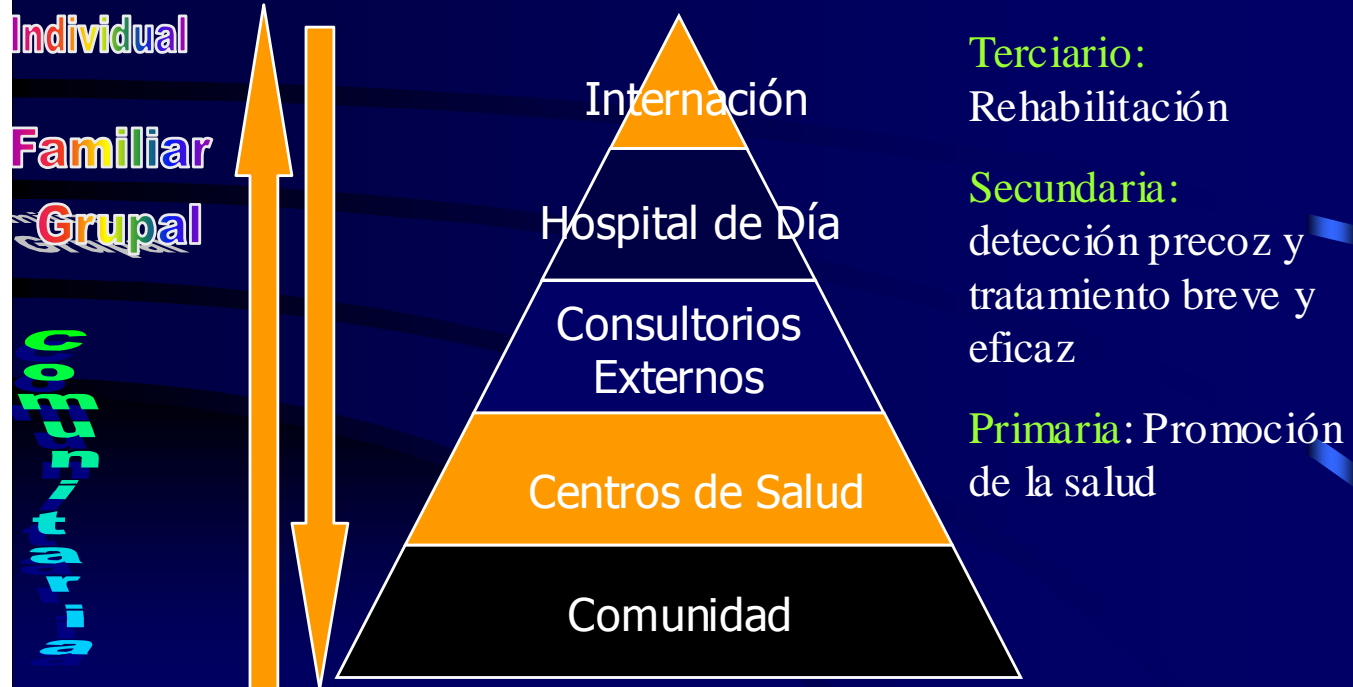 Individual
Familiar
Grupal
Comunitaria
Internación
Hospital de Día
Consultorios
Externos
Centros de Salud
Comunidad
Terciario:
Rehabilitación
Secundaria:
detección precoz y
tratamiento breve y
eficaz
Primaria: Promoción
de la salud